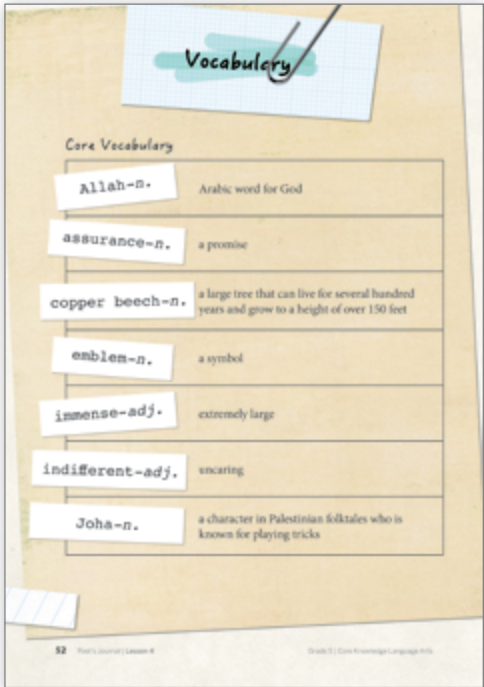 Vocabulary
Core Vocabulary
Allah-n.
Arabic word for God
assurance-n.
a promise
copper beech-n.
a large tree that can live for several hundred
years and grow to a height of over 150 feet
emblem-n.
a symbol
immense-adj.
extremely large
indifferent-adj.
uncaring
Joha-n.
a character in Palestinian folktales who is
known for playing tricks
52 Poet's Journal | Lesson 4
Grade 5 | Core Knowledge Language Arts